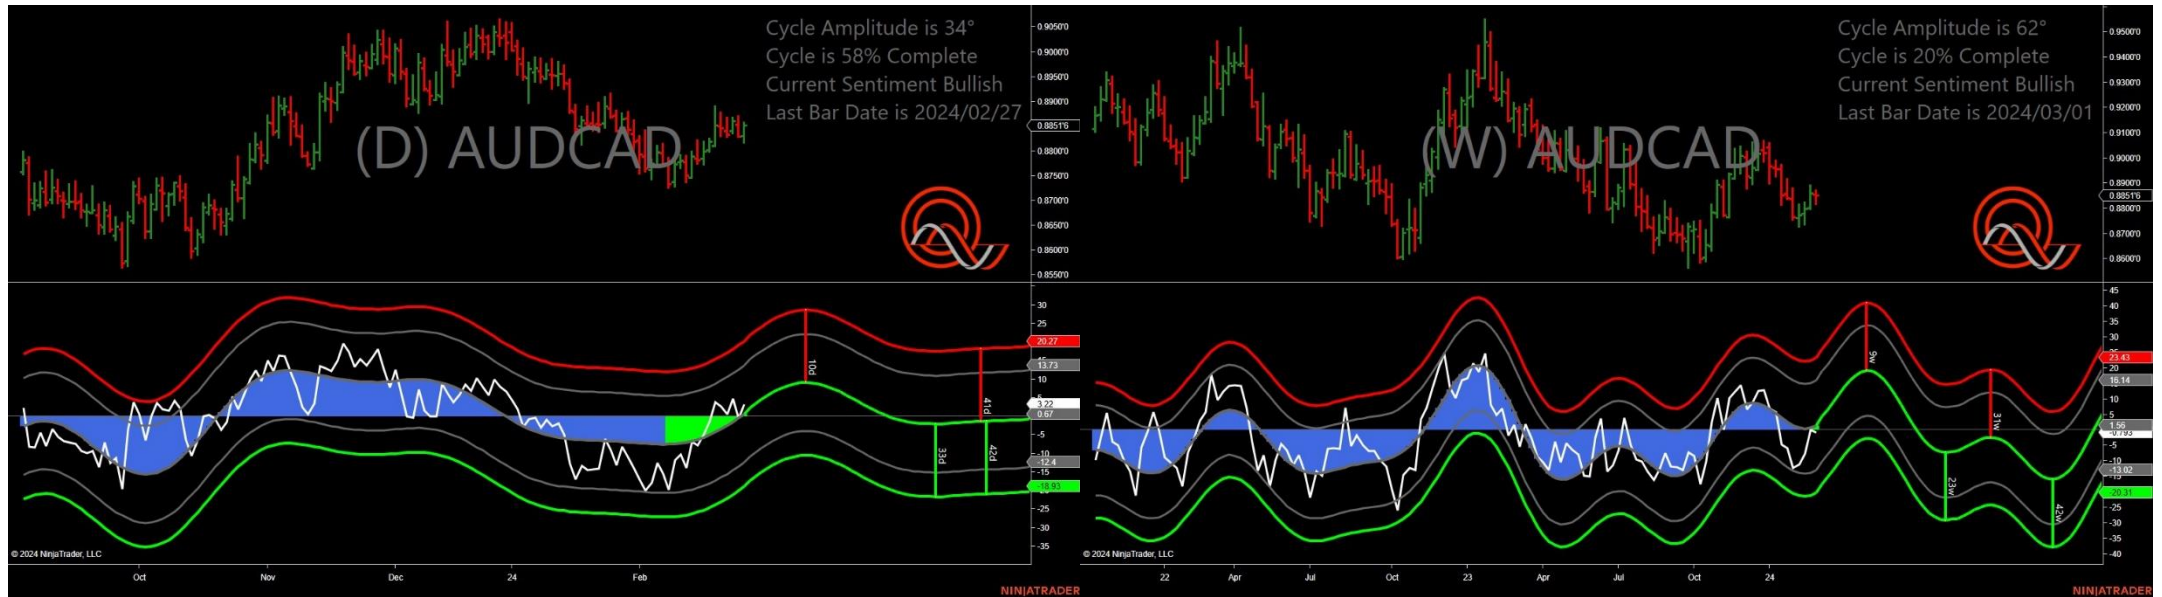 Cycle Amplitude is 34°
Cycle is 58% Complete
Current Sentiment Bullish
Last Bar Date is 2024/02/27
(D) AUDCAD
0.9050'0
0.9000'0
0.8950'0
0.8900'0
0.8851'6
0.8800'0
0.8750'0
0.8700'0
0.8650'0
0.8600'0
0.8550'0
30
25
20.27
15
13.73
10
3.22
0.67
-5
-10
-12.4
-15
-18.93
-25
-30
-35
10d
41d
33d
42d
© 2024 NinjaTrader, LLC
Oct
Nov
Dec
24
Feb
NINJATRADER
Cycle Amplitude is 62°
Cycle is 20% Complete
Current Sentiment Bullish
Last Bar Date is 2024/03/01
(W) AUDCAD
0.9500'0
0.9400'0
0.9300'0
0.9200'0
0.9100'0
0.9000'0
0.8900'0
0.8851'6
0.8800'0
0.8700'0
0.8600'0
45
40
35
30
23.43
20
16.14
10
5
1.56
-0.793
-5
-10
-13.02
-15
-20.31
-25
-30
-35
-40
9w
31w
23w
42w
© 2024 NinjaTrader, LLC
22
Apr
Jul
Oct
23
Apr
Jul
Oct
24
NINJATRADER